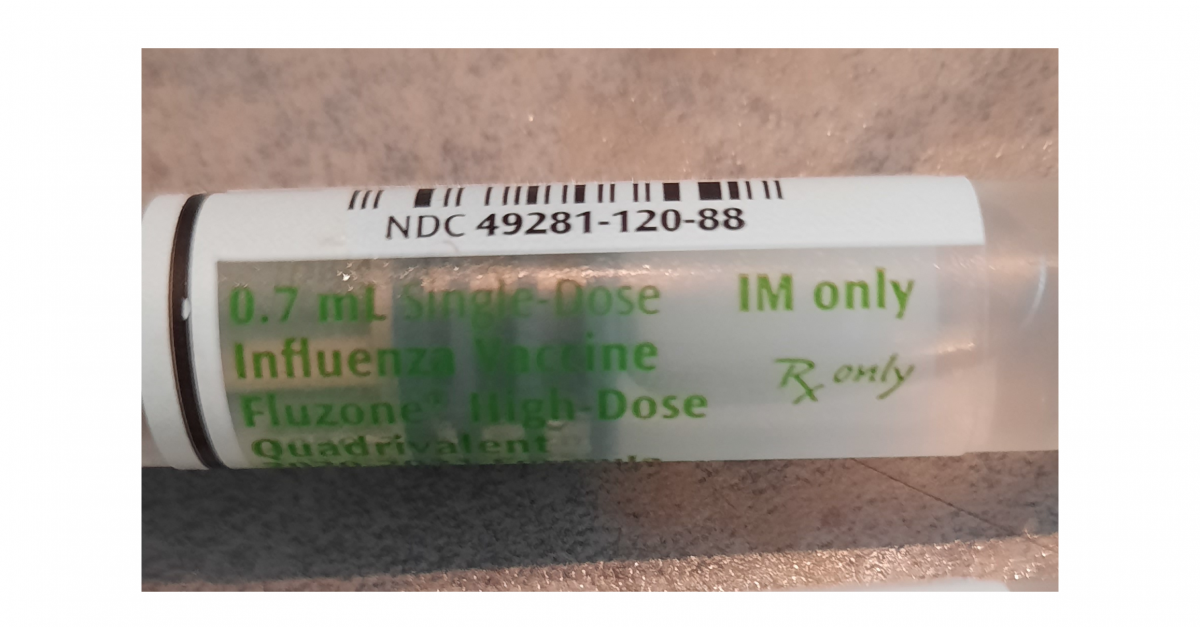 NDC 49281-120-88
0.7 mL Single-Dose
IM only
Influenza Vaccine
Rx only
Fluzone® High-Dose
Quadrivalent